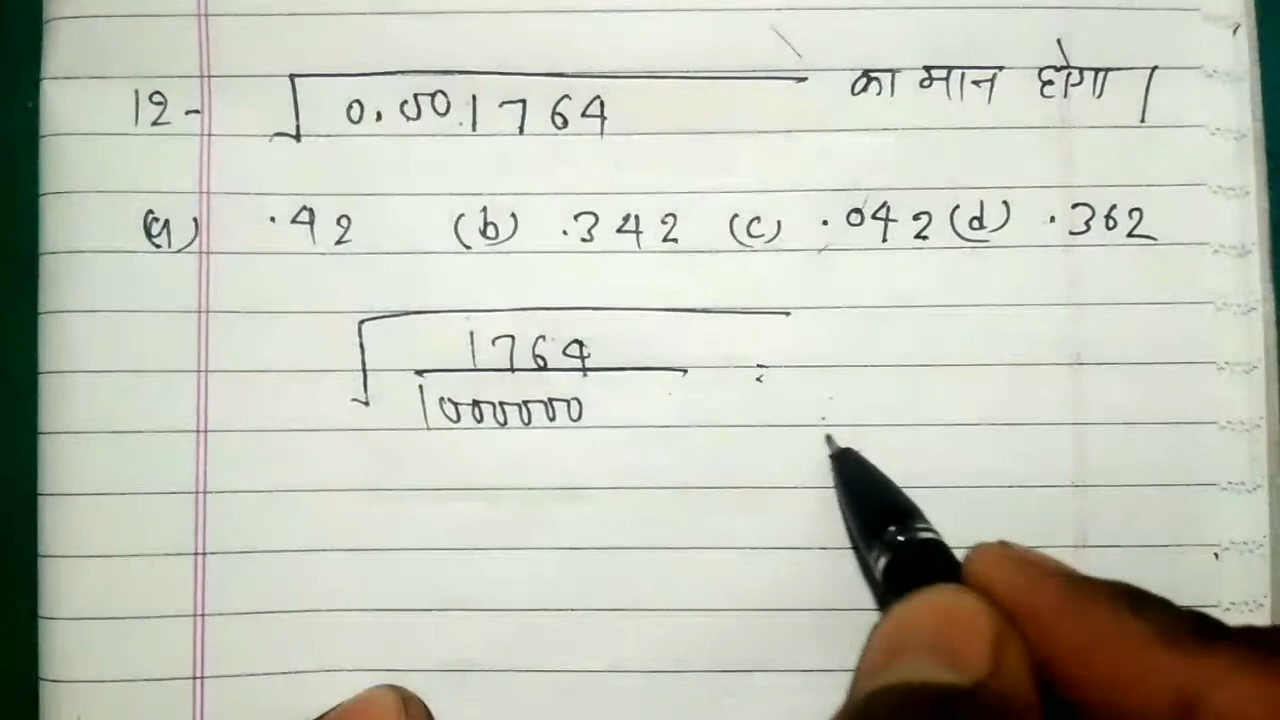 12- √0.001764 का मान होगा |
(a) .42 (b) .342 (c) .042 (d) .362
√1764/1000000 =